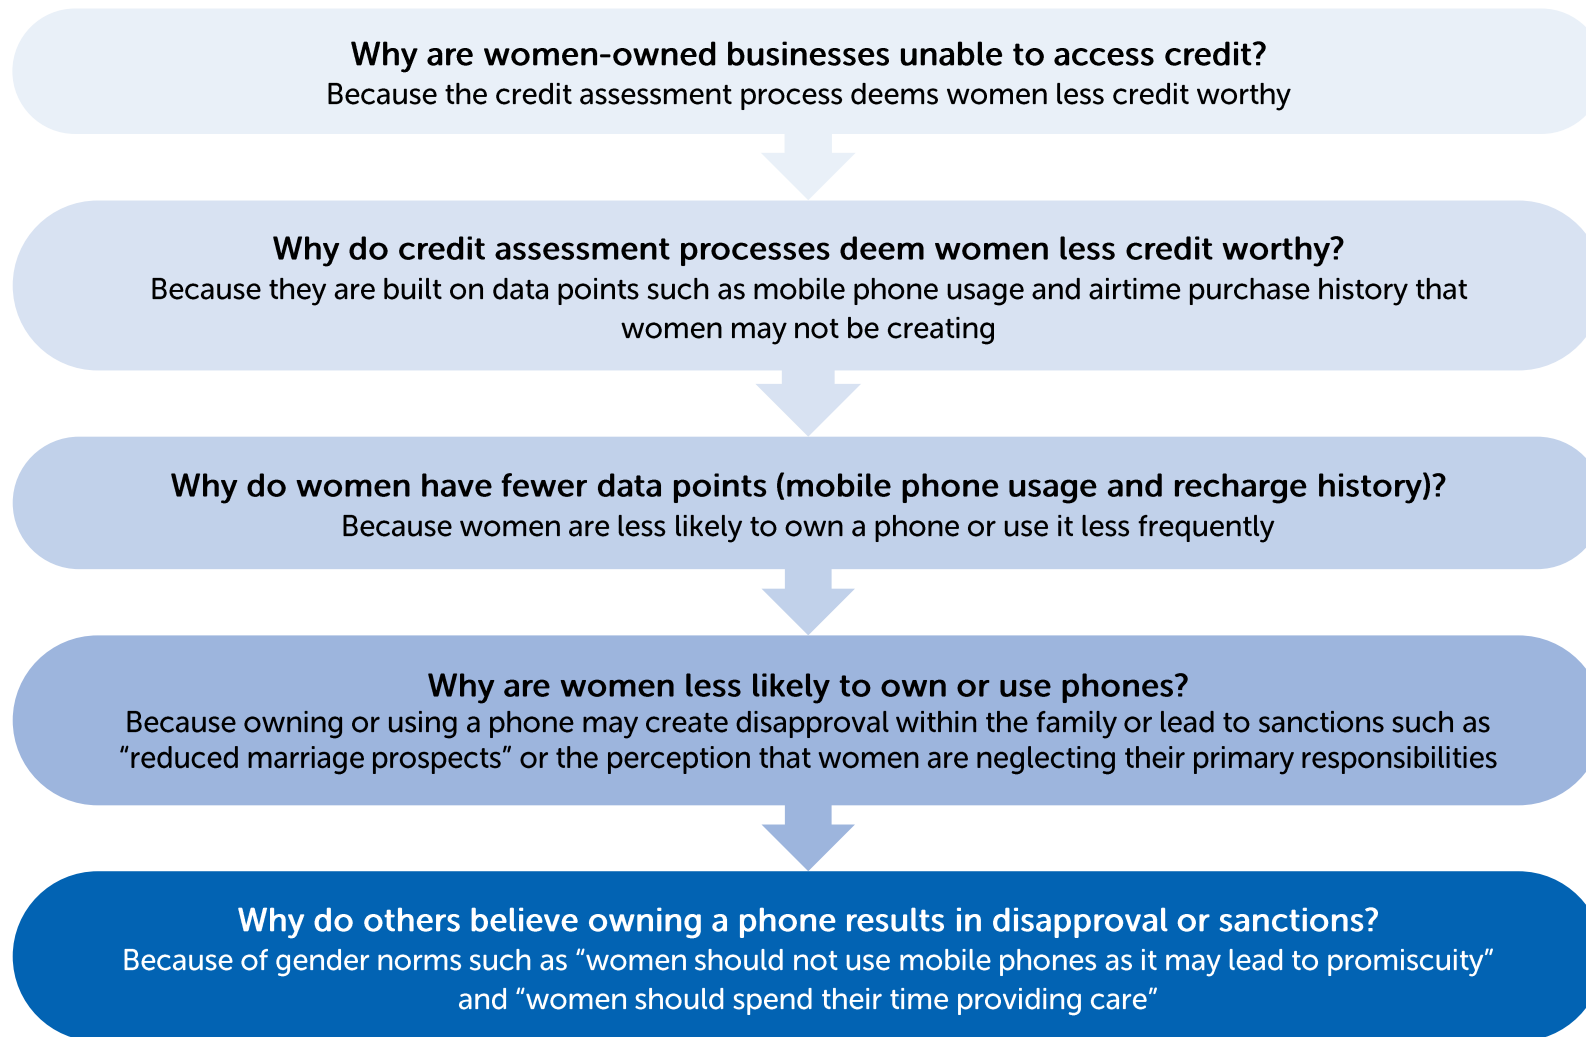 Why are women-owned businesses unable to access credit?
Because the credit assessment process deems women less credit worthy
Why do credit assessment processes deem women less credit worthy?
Because they are built on data points such as mobile phone usage and airtime purchase history that
women may not be creating
Why do women have fewer data points (mobile phone usage and recharge history)?
Because women are less likely to own a phone or use it less frequently
Why are women less likely to own or use phones?
Because owning or using a phone may create disapproval within the family or lead to sanctions such as
“reduced marriage prospects” or the perception that women are neglecting their primary responsibilities
Why do others believe owning a phone results in disapproval or sanctions?
Because of gender norms such as “women should not use mobile phones as it may lead to promiscuity”
and “women should spend their time providing care”